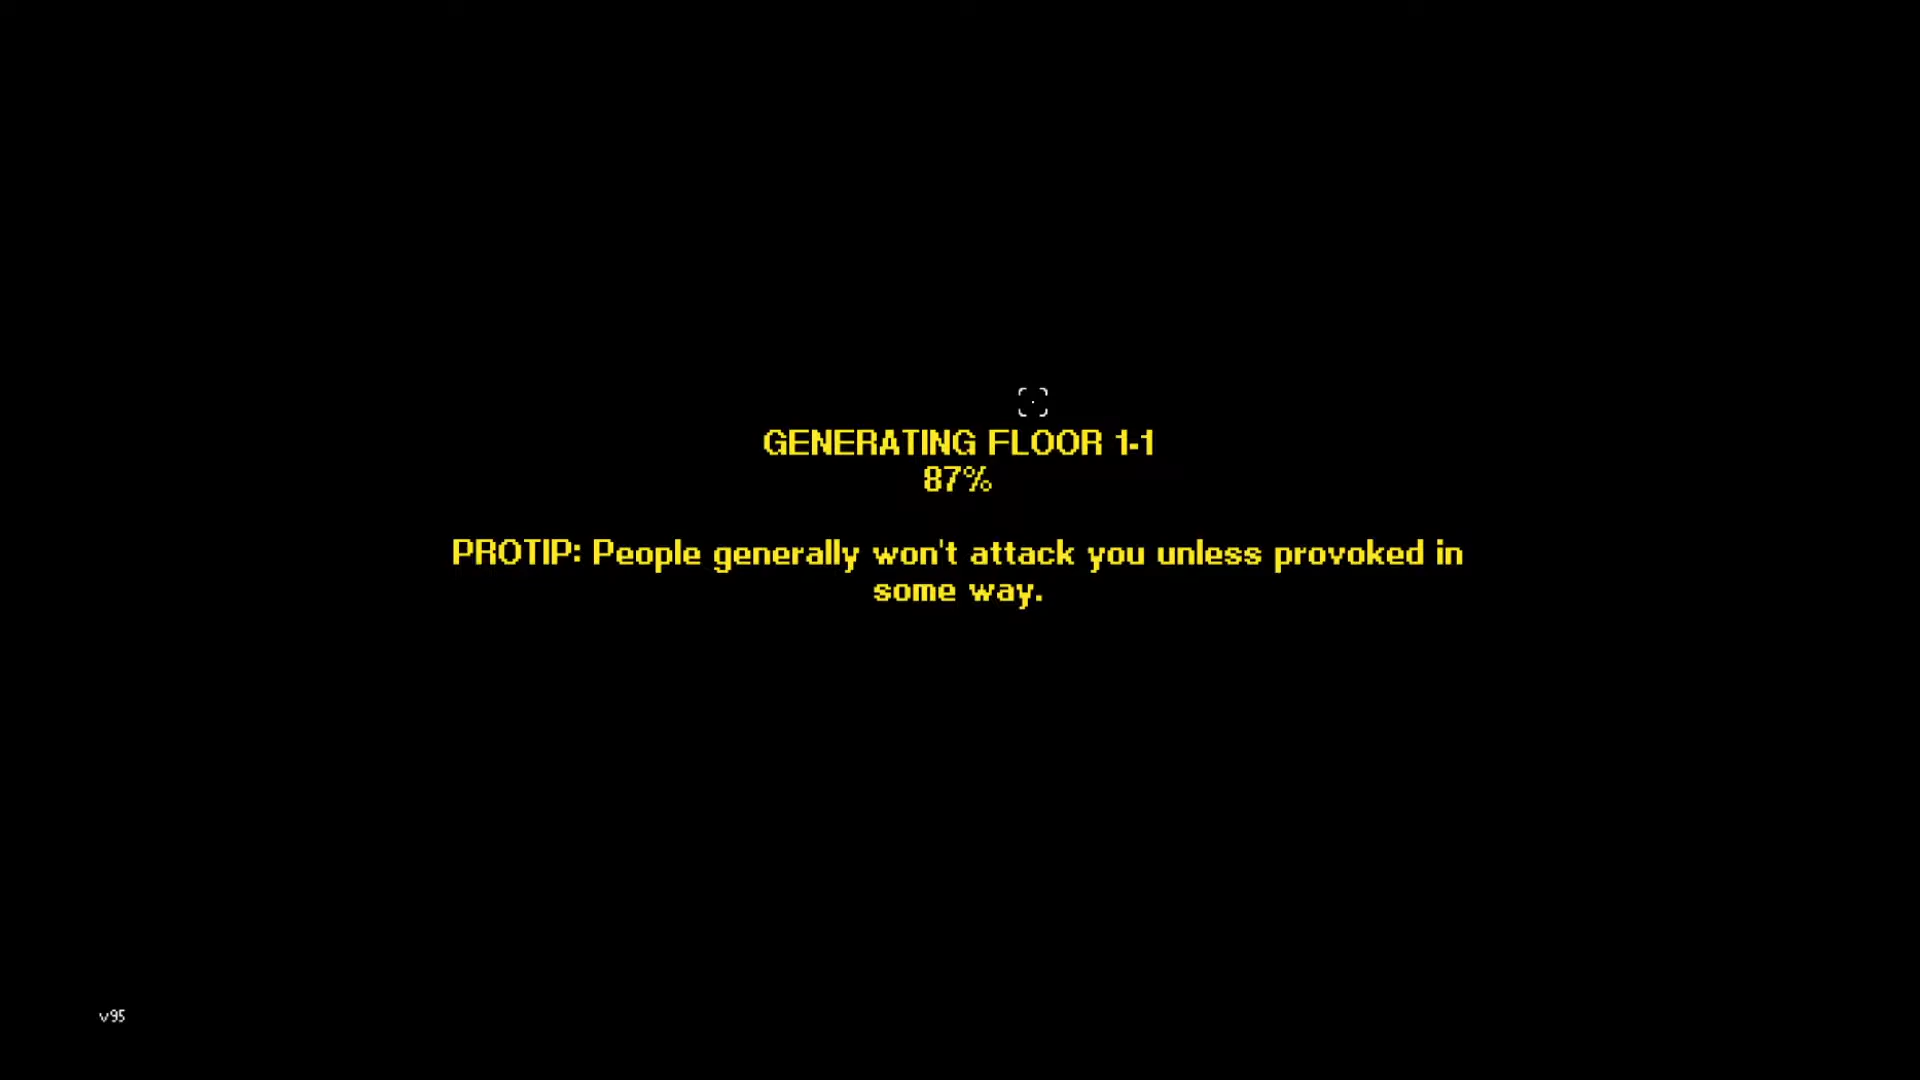 GENERATING FLOOR 1-1
87%
PROTIP: People generally won't attack you unless provoked in
some way.
v95